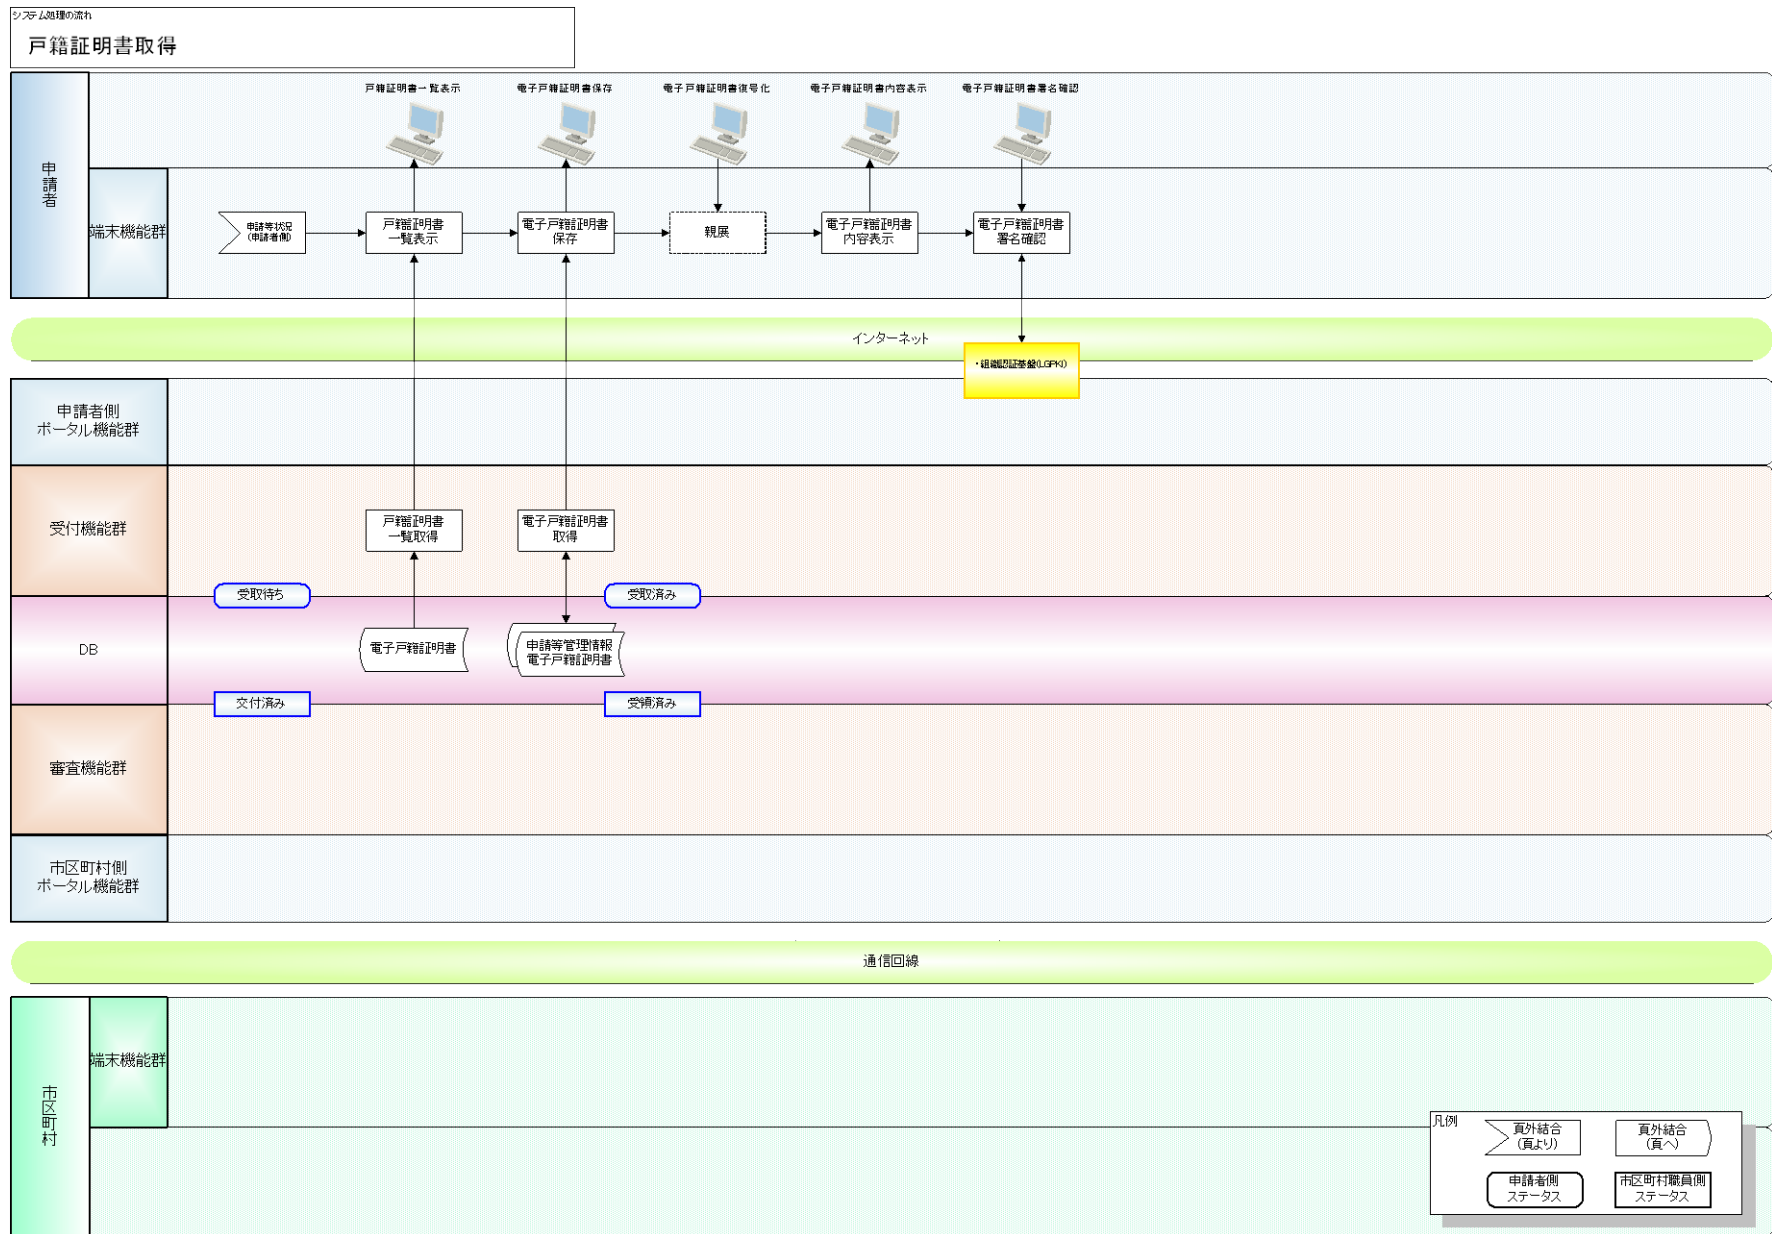 システム処理の流れ
戸籍証明書取得
戸籍証明書一覧表示
電子戸籍証明書保存
電子戸籍証明書復号化
電子戸籍証明書内容表示
電子戸籍証明書署名確認
申請者
端末機能群
申請等状況
(申請者側)
戸籍証明書
一覧表示
電子戸籍証明書
保存
親展
電子戸籍証明書
内容表示
電子戸籍証明書
署名確認
インターネット
・組織認証基盤(LGPKI)
申請者側
ポータル機能群
受付機能群
戸籍証明書
一覧取得
電子戸籍証明書
取得
受取待ち
受取済み
DB
電子戸籍証明書
申請等管理情報
電子戸籍証明書
交付済み
受領済み
審査機能群
市区町村側
ポータル機能群
通信回線
市区町村
端末機能群
凡例
頁外結合
(頁より)
頁外結合
(頁へ)
申請者側
ステータス
市区町村職員側
ステータス